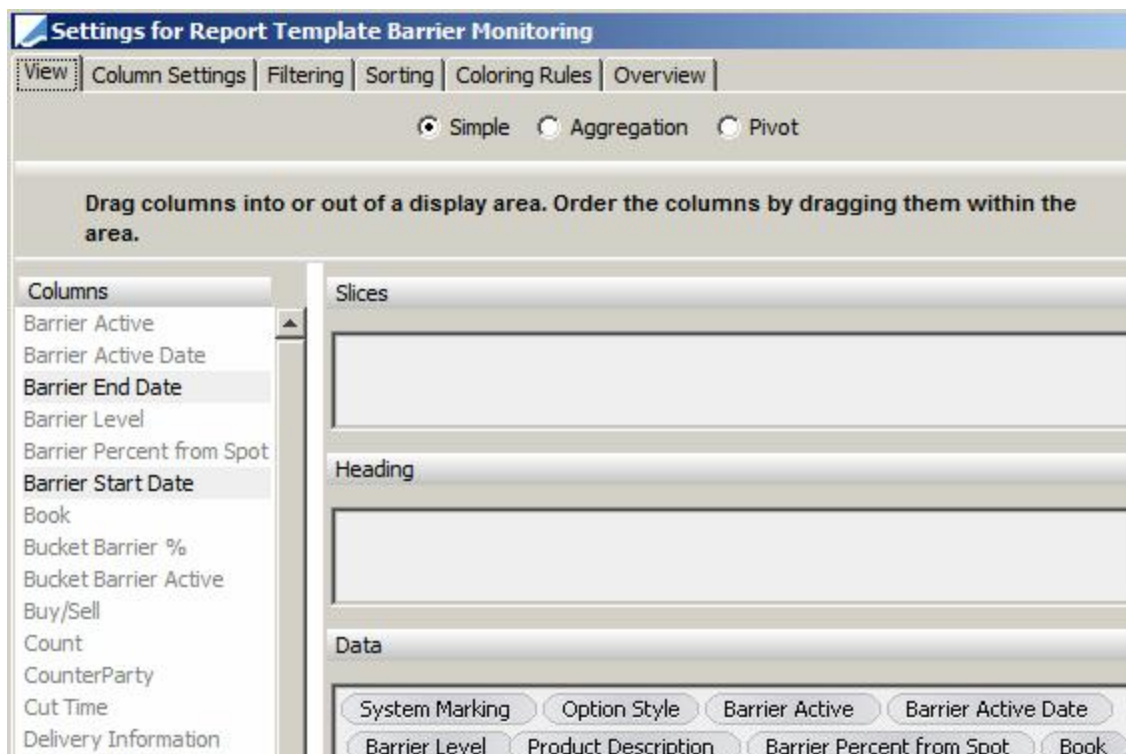 Settings for Report Template Barrier Monitoring
View Column Settings Filtering Sorting Coloring Rules Overview
Simple Aggregation Pivot
Drag columns into or out of a display area. Order the columns by dragging them within the
area.
Columns
Barrier Active
Barrier Active Date
Barrier End Date
Barrier Level
Barrier Percent from Spot
Barrier Start Date
Book
Bucket Barrier %
Bucket Barrier Active
Buy/Sell
Count
CounterParty
Cut Time
Delivery Information
Slices
Heading
Data
System Marking Option Style Barrier Active Barrier Active Date
Barrier Level Product Description Barrier Percent from Spot Book